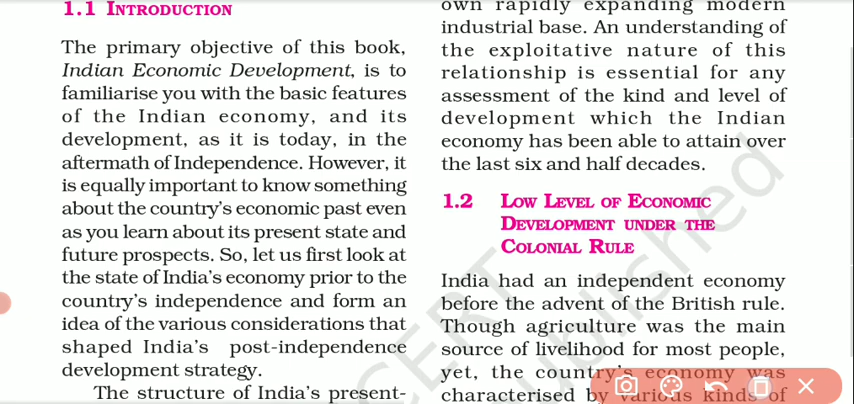 1.1 INTRODUCTION
The primary objective of this book,
Indian Economic Development, is to
familiarise you with the basic features
of the Indian economy, and its
development, as it is today, in the
aftermath of Independence. However, it
is equally important to know something
about the country's economic past even
as you learn about its present state and
future prospects. So, let us first look at
the state of India's economy prior to the
country's independence and form an
idea of the various considerations that
shaped India's post-independence
development strategy.
The structure of India's present-
own rapidly expanding modern
industrial base. An understanding of
the exploitative nature of this
relationship is essential for any
assessment of the kind and level of
development which the Indian
economy has been able to attain over
the last six and half decades.
1.2 LOW LEVEL OF ECONOMIC
DEVELOPMENT UNDER THE
COLONIAL RULE
India had an independent economy
before the advent of the British rule.
Though agriculture was the main
source of livelihood for most people,
yet, the country's economy was
characterised by various kinds of